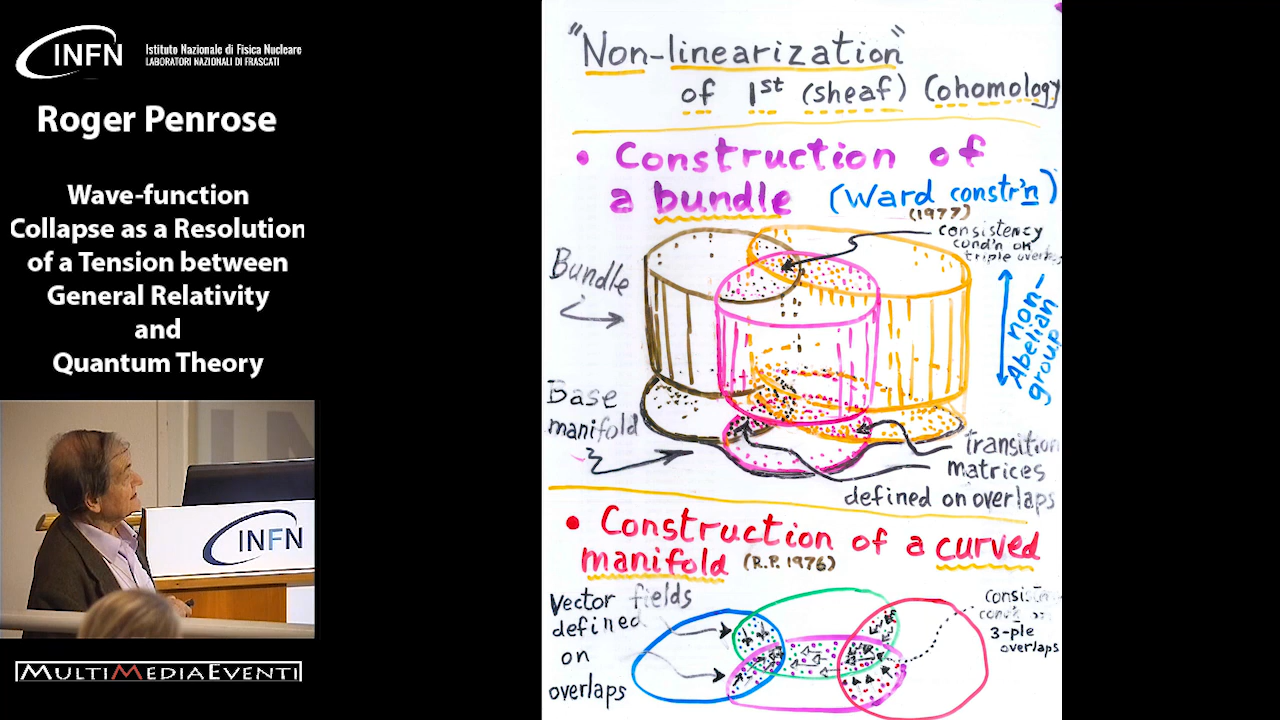 INFN
Istituto Nazionale di Fisica Nucleare
LABORATORI NAZIONALI DI FRASCATI
Roger Penrose
Wave-function
Collapse as a Resolution
of a Tension between
General Relativity
and
Quantum Theory
INFN
MULTIMEDIAEVENTI
"Non-linearization"
of 1st (sheaf) Cohomology
• Construction of
a bundle (Ward constr'n)
(1977)
consistency
cond'n on
triple
Bundle
non-
Abelian
group
Base
manifold
Transition
matrices
defined on overlaps
• Construction of a curved
manifold (R.P. 1976)
Vector fields
defined
on
overlaps
3-ple
overlaps